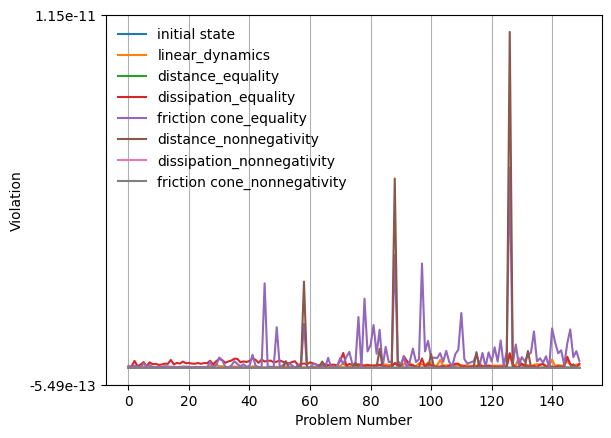 1.15e-11
initial state
linear_dynamics
distance_equality
dissipation_equality
friction cone_equality
distance_nonnegativity
dissipation_nonnegativity
friction cone_nonnegativity
Violation
-5.49e-13
0 20 40 60 80 100 120 140
Problem Number